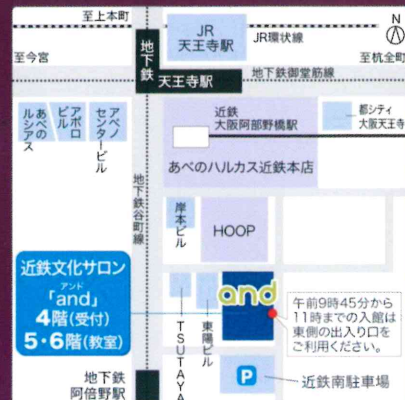 至上本町
JR
天王寺駅
JR環状線
N
至今宮
地下鉄
天王寺駅
地下鉄御堂筋線
至杭全町
あべの
ルシアス
アポロ
ビル
アベノ
センタービル
近鉄
大阪阿部野橋駅
都シティ
大阪天王寺
あべのハルカス近鉄本店
地下鉄谷町線
岸本ビル
HOOP
近鉄文化サロン
アンド
「and」
4階(受付)
5・6階(教室)
TSUTAYA
東陽ビル
and
午前9時45分から
11時までの入館は
東側の出入り口を
ご利用ください。
地下鉄
阿倍野駅
P
近鉄南駐車場